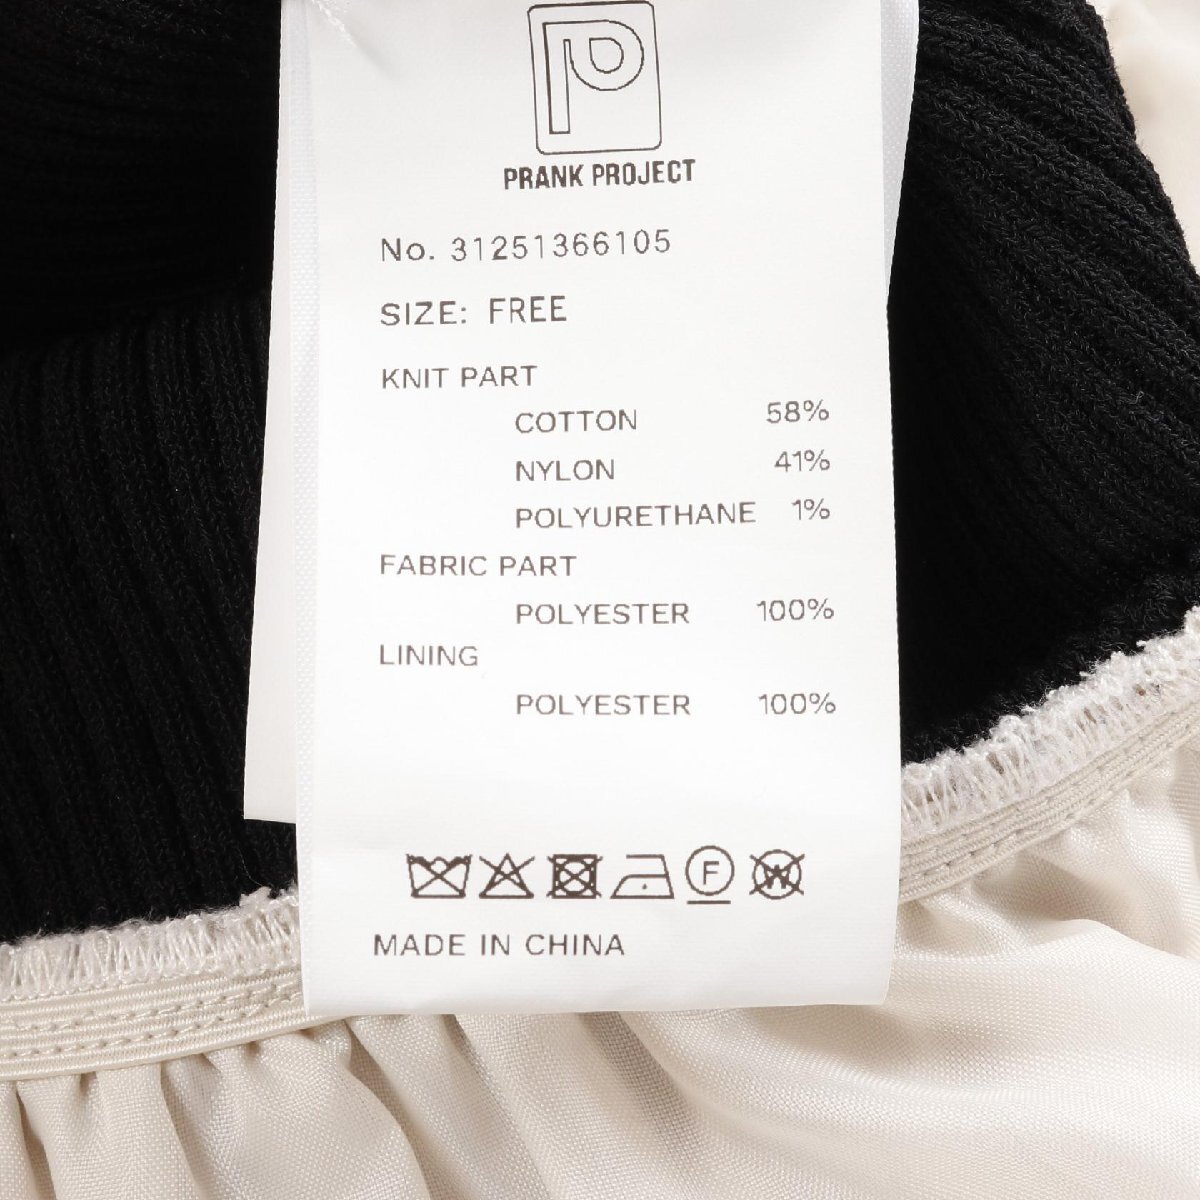 P
PRANK PROJECT
No. 31251366105
SIZE: FREE
KNIT PART
COTTON 58%
NYLON 41%
POLYURETHANE 1%
FABRIC PART
POLYESTER 100%
LINING
POLYESTER 100%
F W
MADE IN CHINA